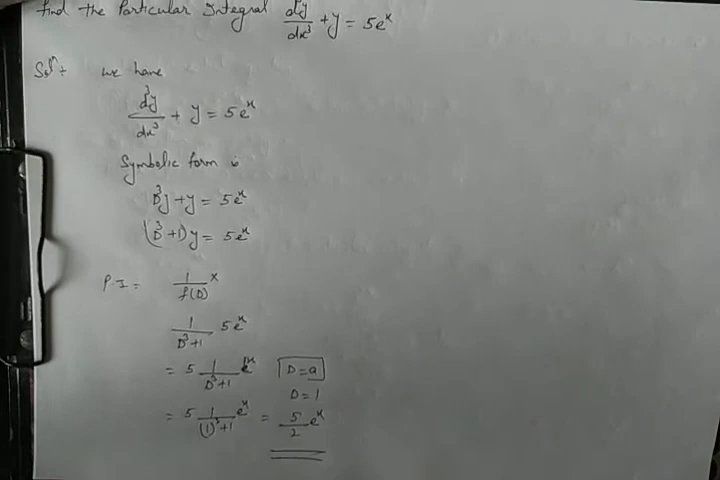 Find the Particular Integral d³y/dx³ + y = 5eˣ
Solⁿ: we have
d³y/dx³ + y = 5eˣ
Symbolic form is
D³y + y = 5eˣ
(D³+1)y = 5eˣ
P.I = 1/f(D) x
1/D³+1 5eˣ
= 5 1/D³+1 e¹ˣ D=a
D=1
= 5 1/(1)³+1 eˣ = 5/2 eˣ